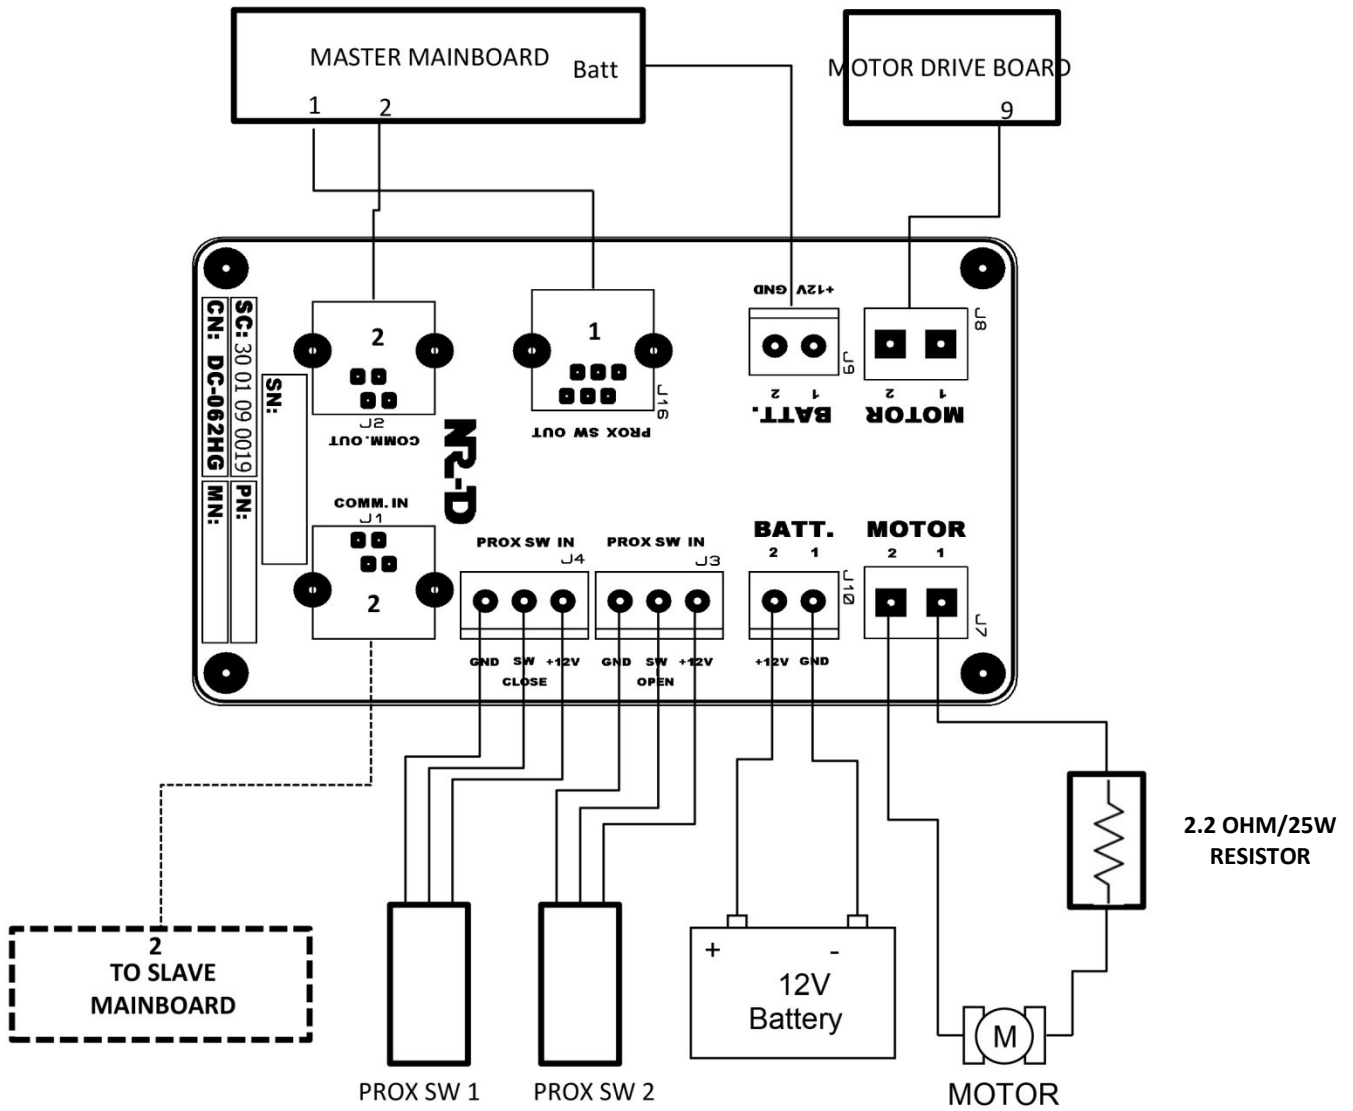 MASTER MAINBOARD
Batt
1
2
MOTOR DRIVE BOARD
9
SC: 30 01 09 0019
CN: DC-062HG
PN:
MN:
SN:
2
J2
COMM. OUT
1
J16
PROX SW OUT
+12V GND
J9
2 1
BATT.
J8
2 1
MOTOR
NR-D
COMM. IN
J1
2
PROX SW IN
J4
GND SW +12V
CLOSE
PROX SW IN
J3
GND SW +12V
OPEN
BATT.
2 1
J10
+12V GND
MOTOR
2 1
J7
2.2 OHM/25W
RESISTOR
2
TO SLAVE
MAINBOARD
PROX SW 1
PROX SW 2
+ -
12V
Battery
M
MOTOR